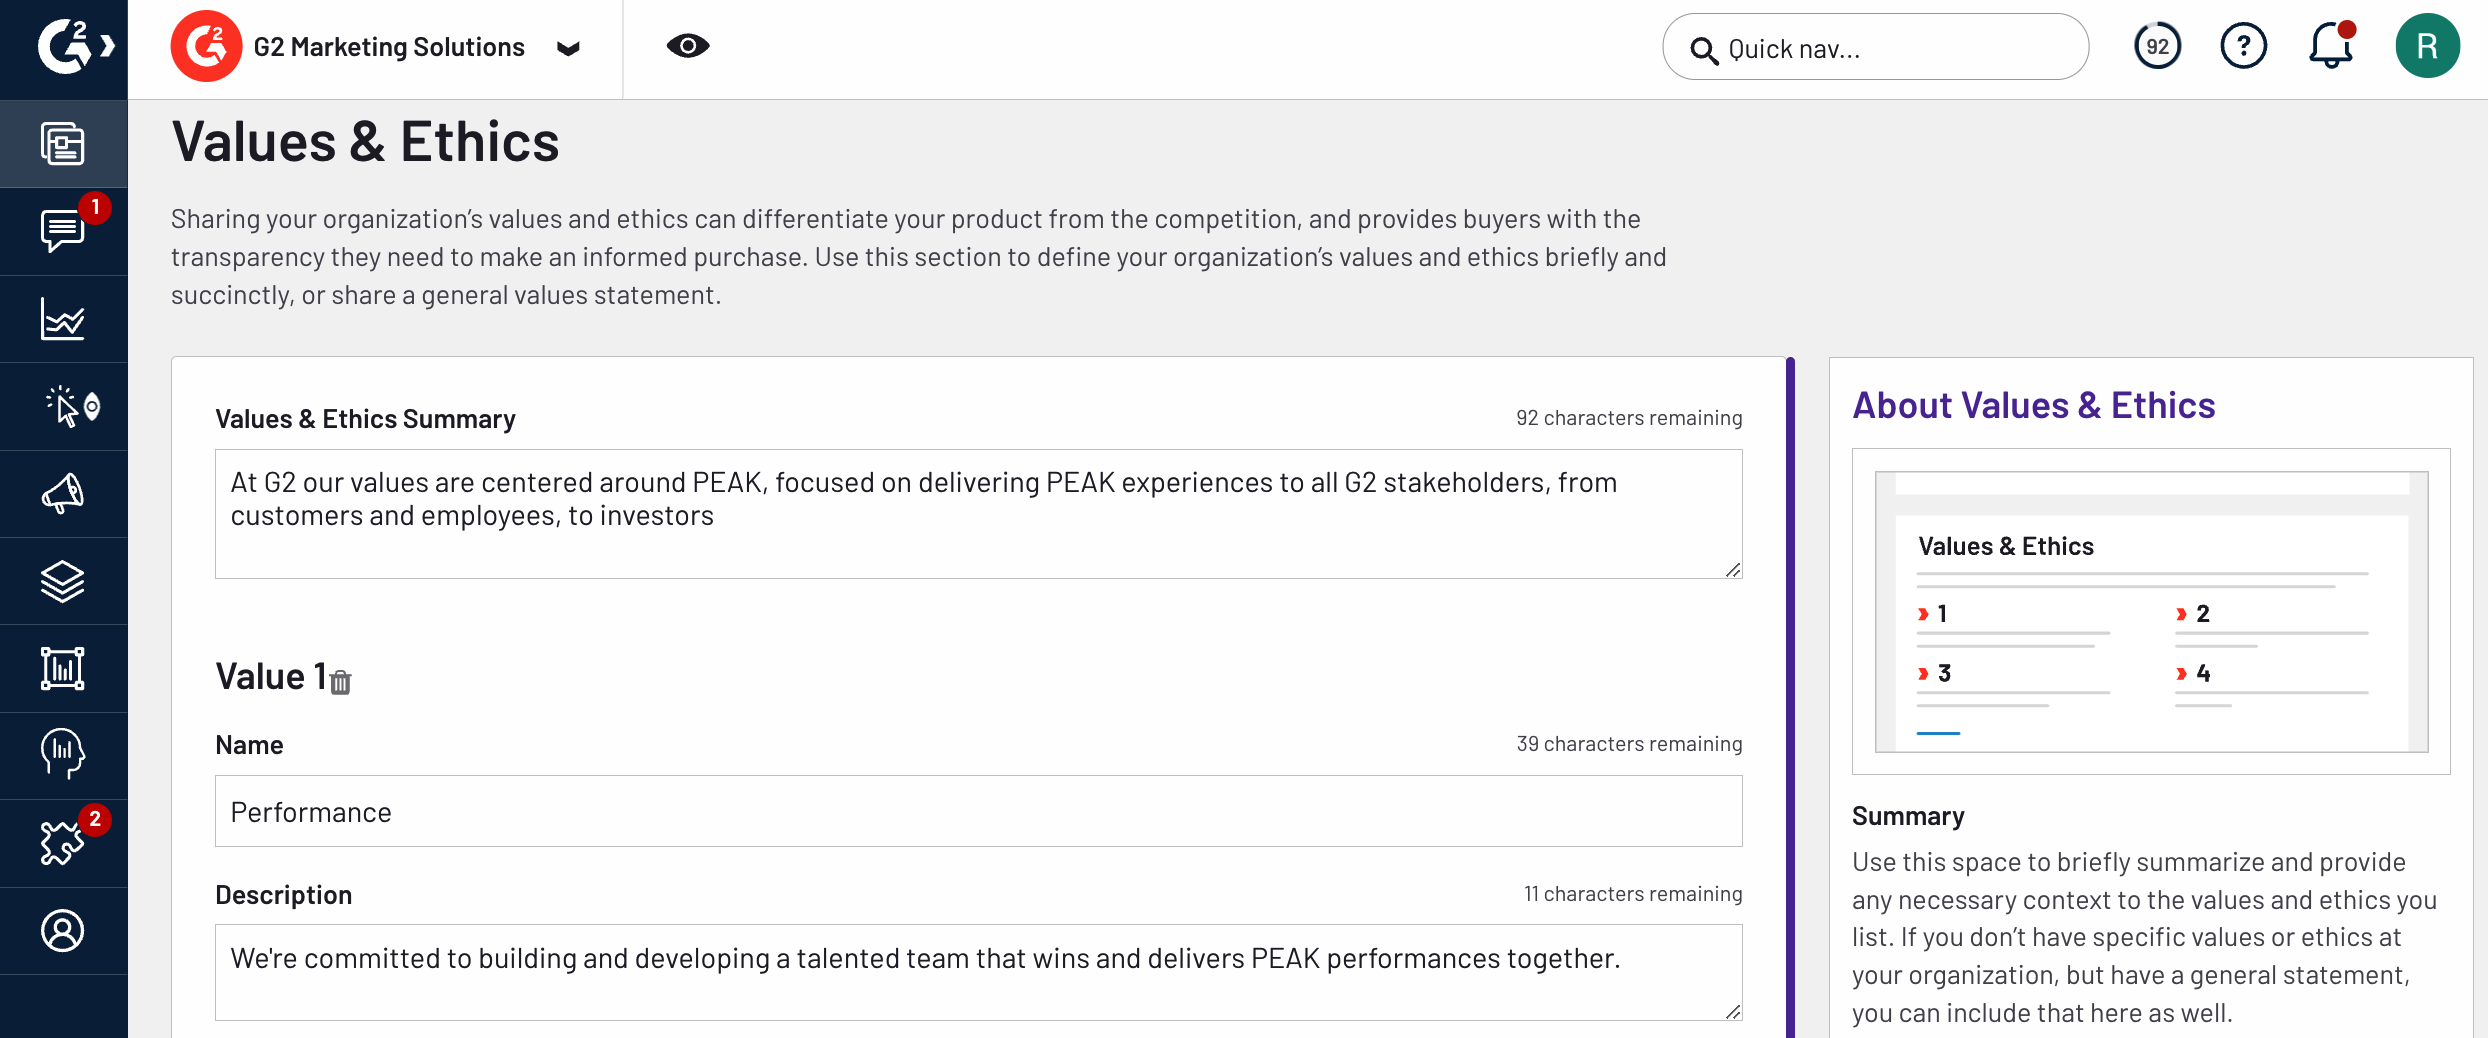 G2 Marketing Solutions
Quick nav...
92
?
R
1
2
Values & Ethics
Sharing your organization’s values and ethics can differentiate your product from the competition, and provides buyers with the
transparency they need to make an informed purchase. Use this section to define your organization’s values and ethics briefly and
succinctly, or share a general values statement.
Values & Ethics Summary
92 characters remaining
At G2 our values are centered around PEAK, focused on delivering PEAK experiences to all G2 stakeholders, from
customers and employees, to investors
Value 1
Name
39 characters remaining
Performance
Description
11 characters remaining
We're committed to building and developing a talented team that wins and delivers PEAK performances together.
About Values & Ethics
Values & Ethics
1
2
3
4
Summary
Use this space to briefly summarize and provide
any necessary context to the values and ethics you
list. If you don’t have specific values or ethics at
your organization, but have a general statement,
you can include that here as well.